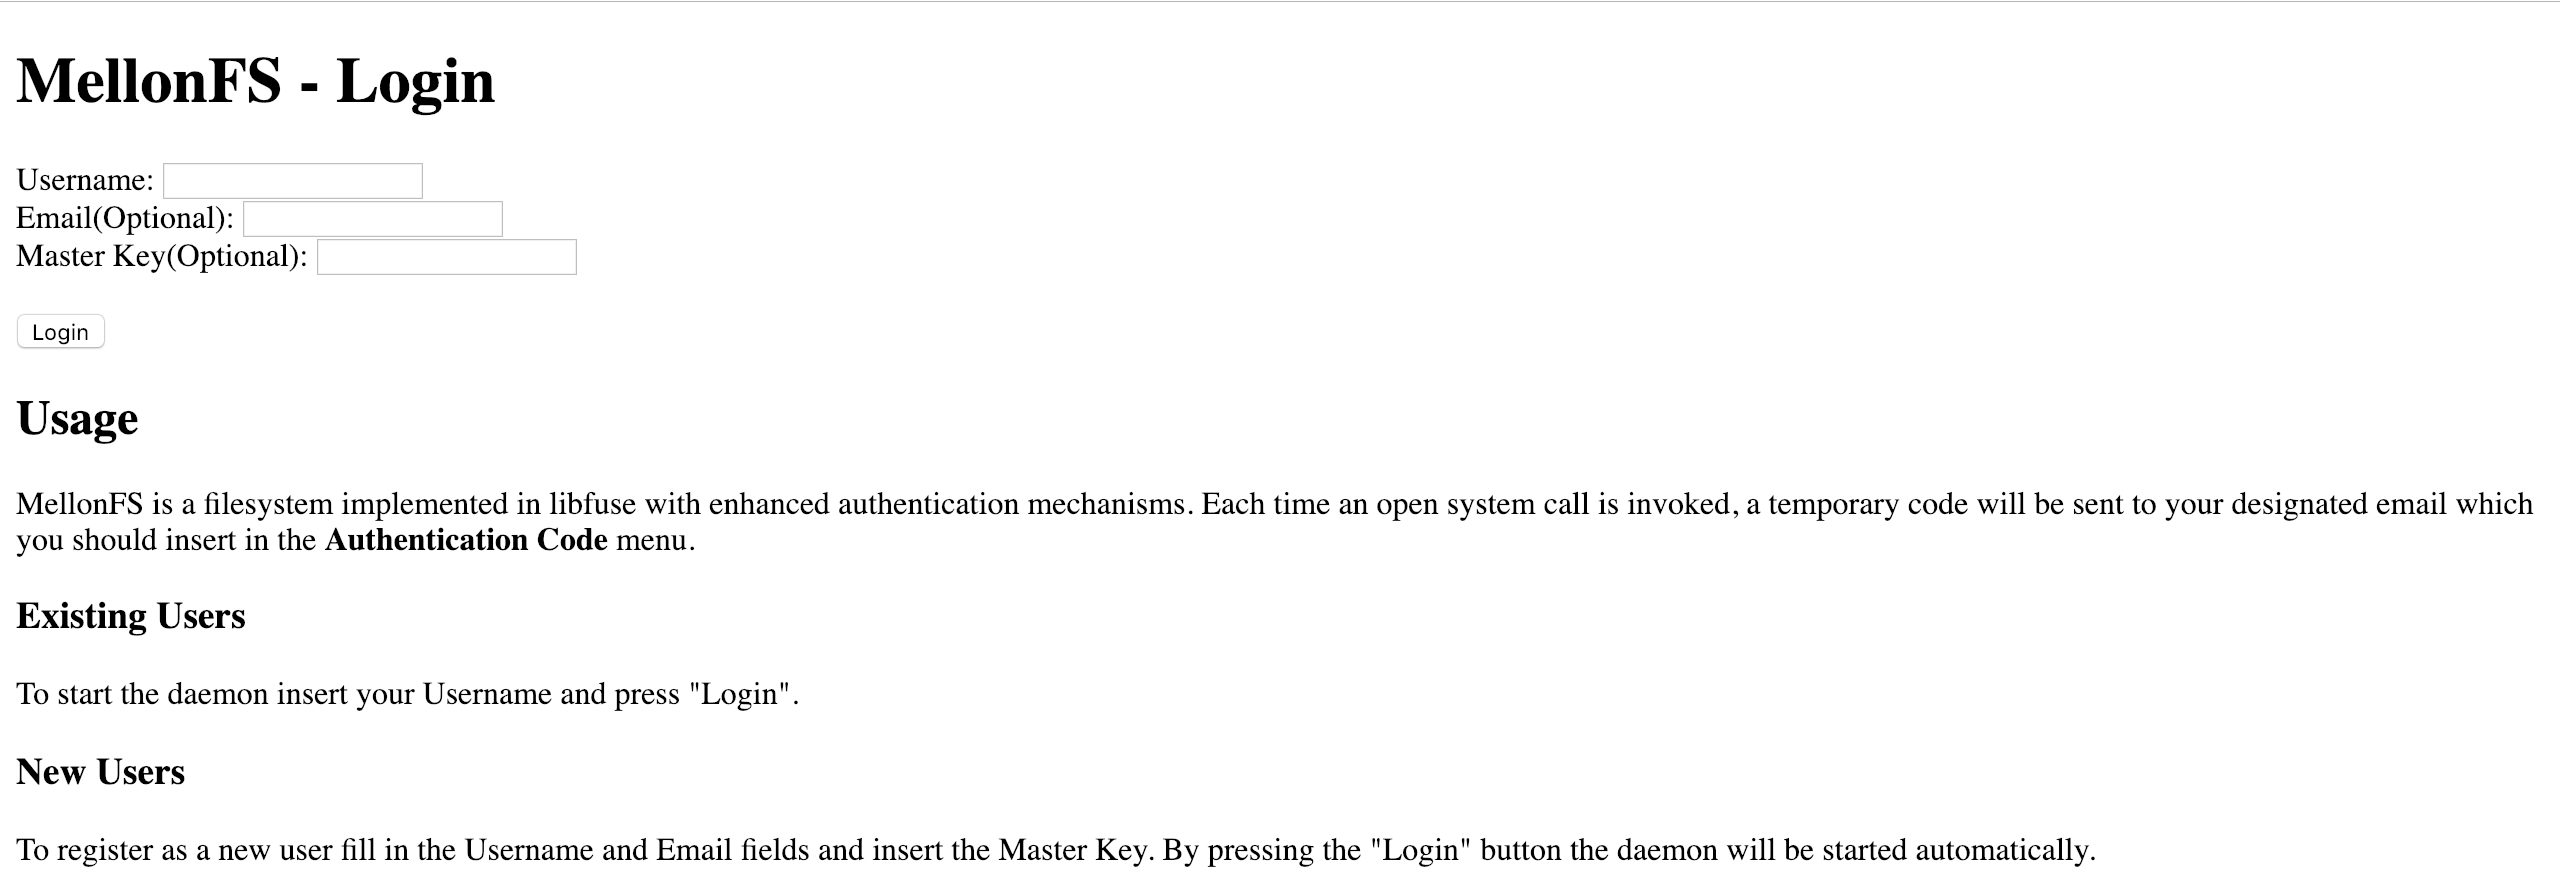 MellonFS - Login
Username:
Email(Optional):
Master Key(Optional):
Login
Usage
MellonFS is a filesystem implemented in libfuse with enhanced authentication mechanisms. Each time an open system call is invoked, a temporary code will be sent to your designated email which
you should insert in the Authentication Code menu.
Existing Users
To start the daemon insert your Username and press "Login".
New Users
To register as a new user fill in the Username and Email fields and insert the Master Key. By pressing the "Login" button the daemon will be started automatically.